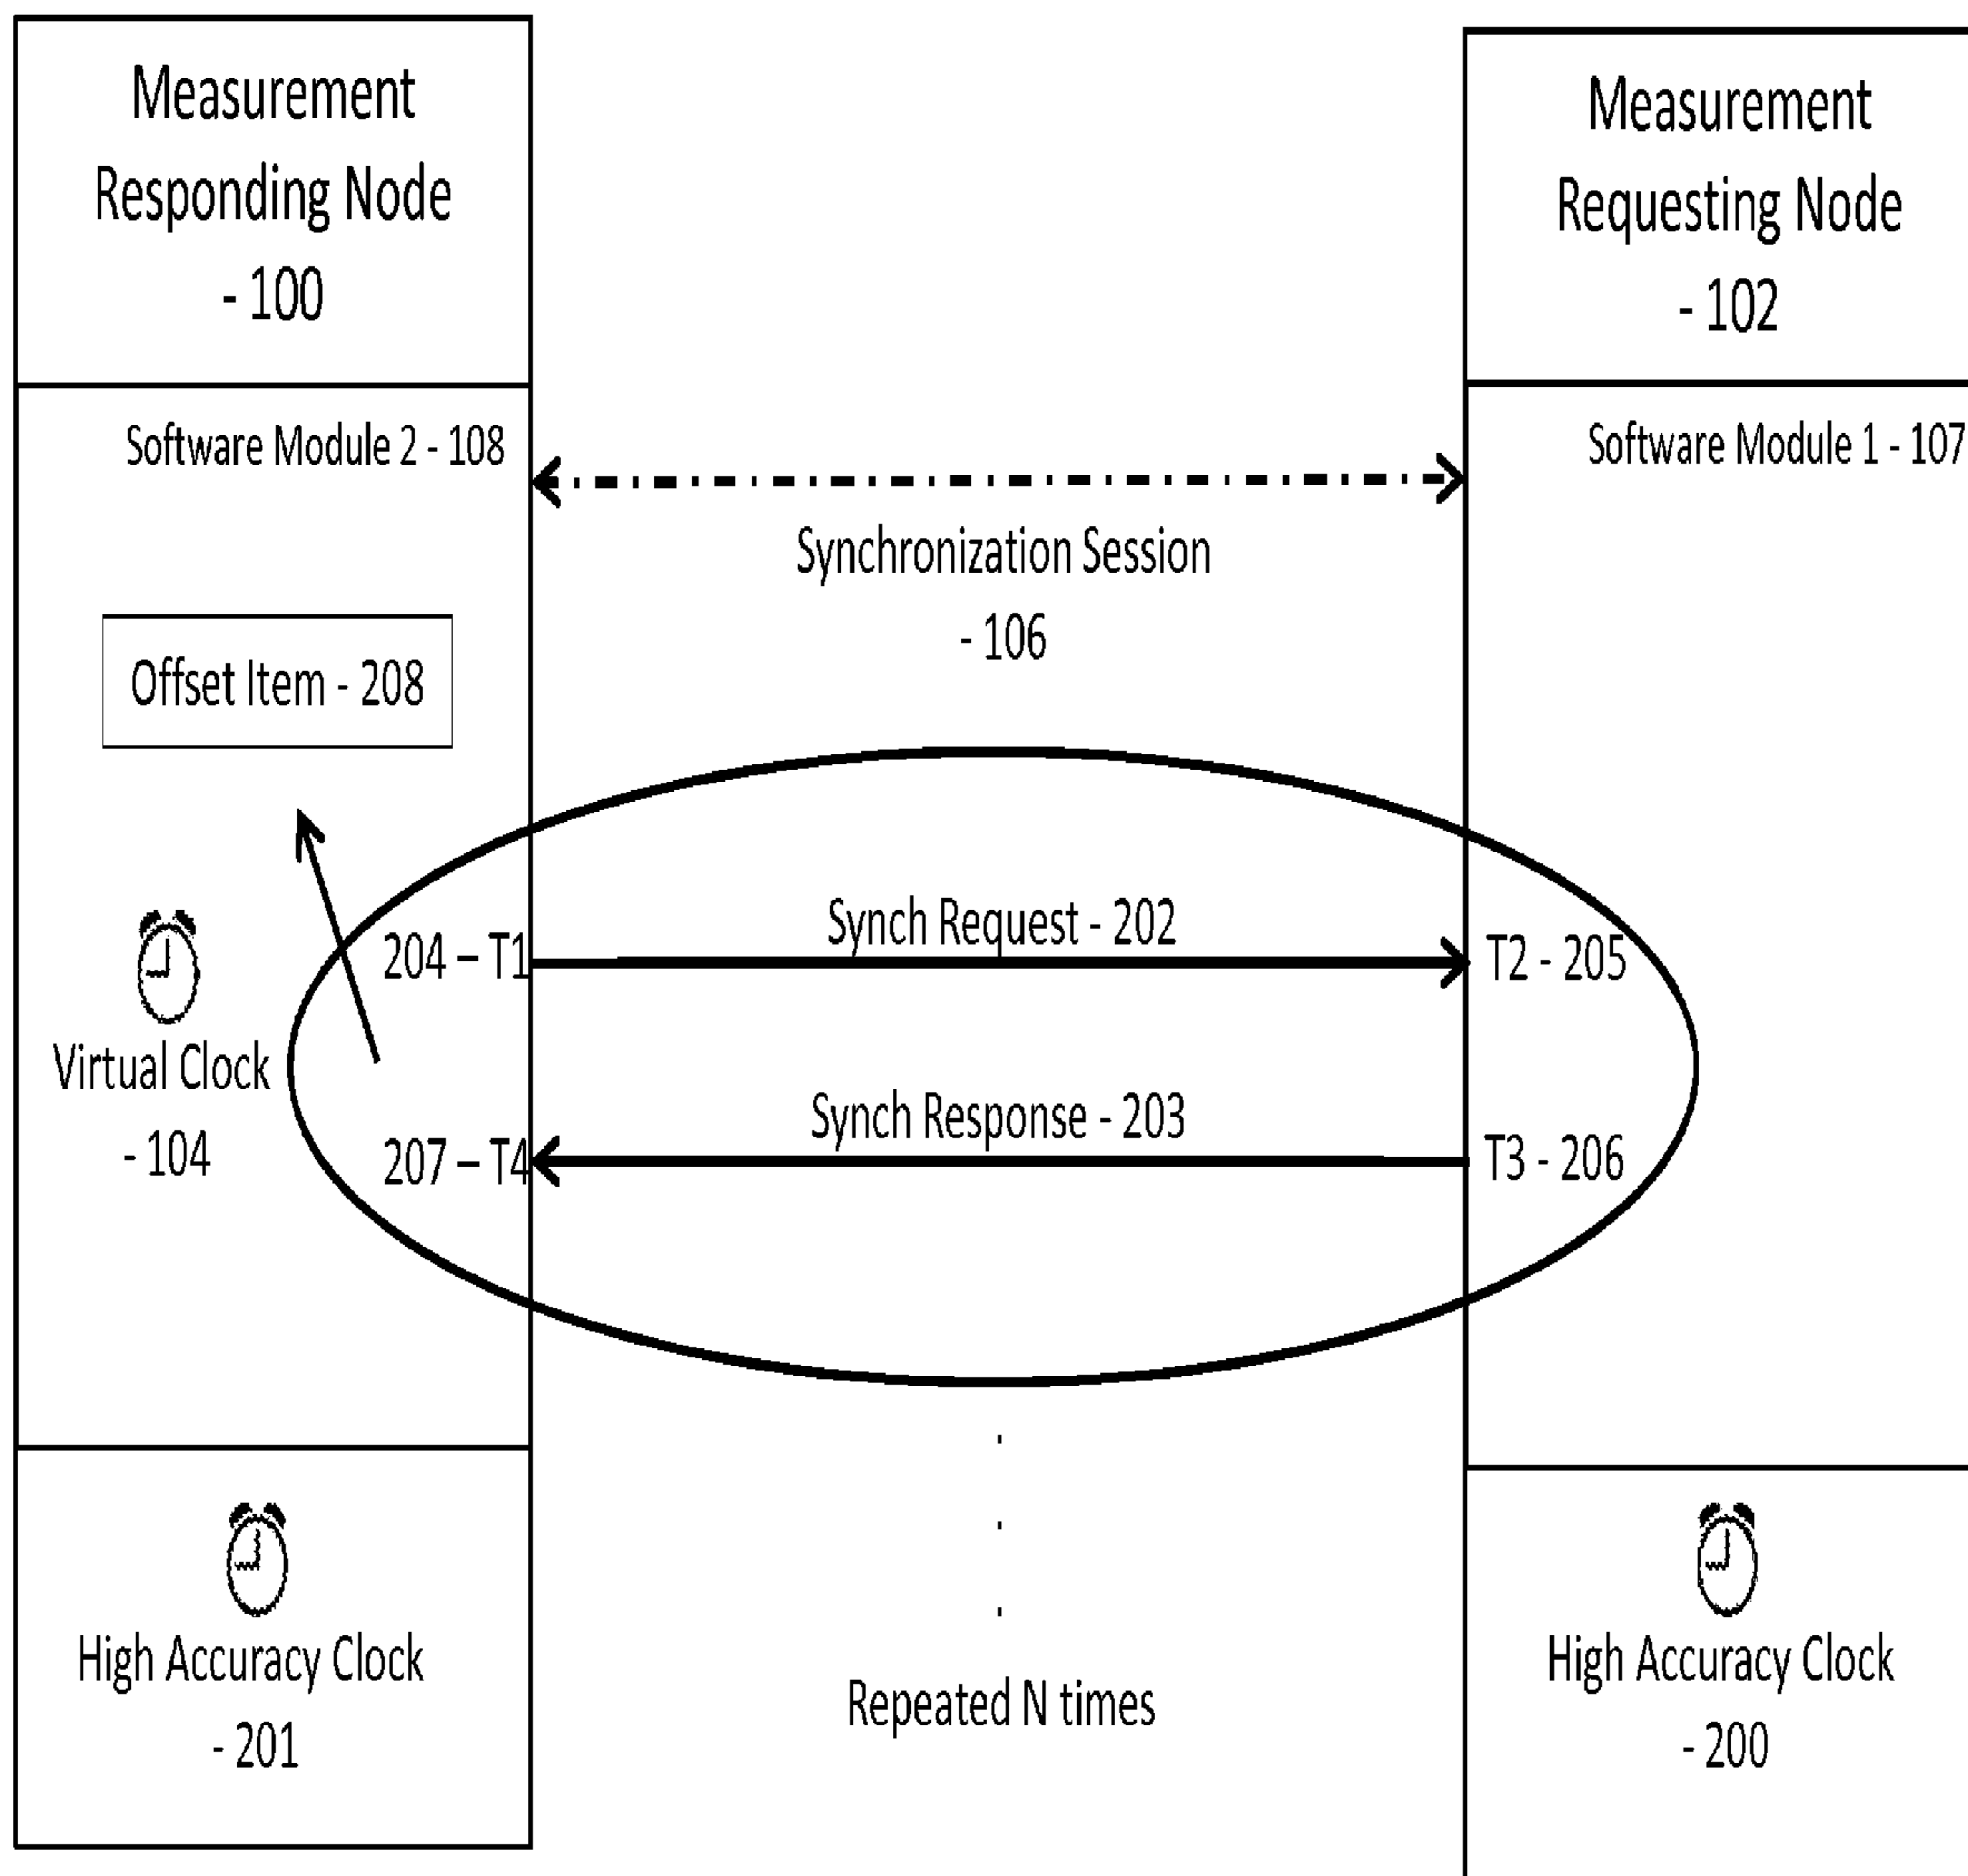 Measurement
Responding Node
- 100
Measurement
Requesting Node
- 102
Software Module 2 - 108
Software Module 1 - 107
Synchronization Session
- 106
Offset Item - 208
Synch Request - 202
204 – T1
T2 - 205
Virtual Clock
- 104
Synch Response - 203
207 – T4
T3 - 206
High Accuracy Clock
- 201
Repeated N times
High Accuracy Clock
- 200